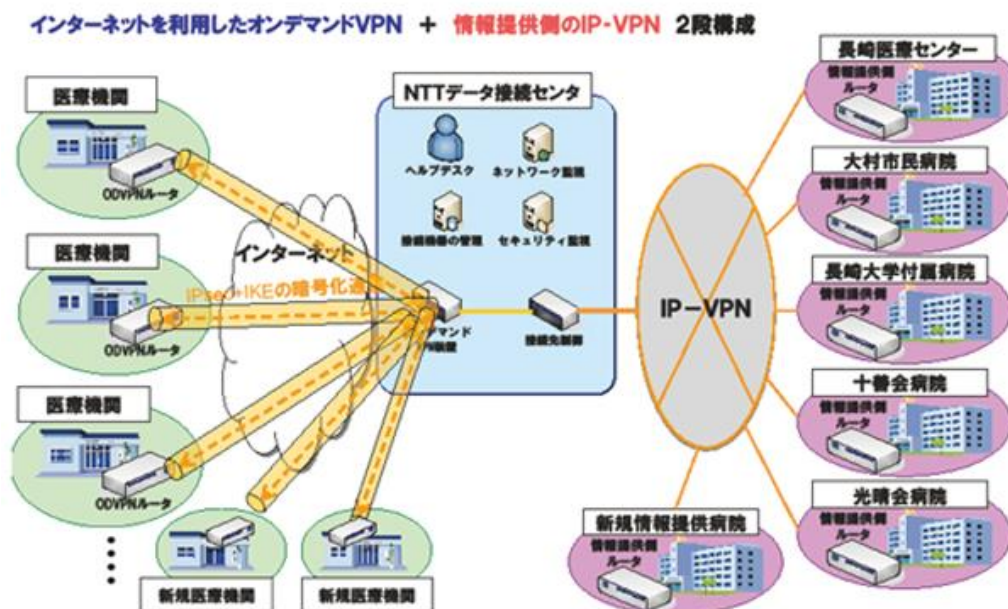 インターネットを利用したオンデマンドVPN + 情報提供側のIP-VPN 2段構成
医療機関
ODVPNルータ
医療機関
ODVPNルータ
医療機関
ODVPNルータ
新規医療機関
新規医療機関
インターネット
IPsec+IKEの暗号化通
NTTデータ接続センタ
ヘルプデスク
ネットワーク監視
接続機器の管理
セキュリティ監視
デマンド
接続先制御
IP-VPN
長崎医療センター
情報提供側
ルータ
大村市民病院
情報提供側
ルータ
長崎大学付属病院
情報提供側
ルータ
十善会病院
情報提供側
ルータ
光晴会病院
情報提供側
ルータ
新規情報提供病院
情報提供側
ルータ